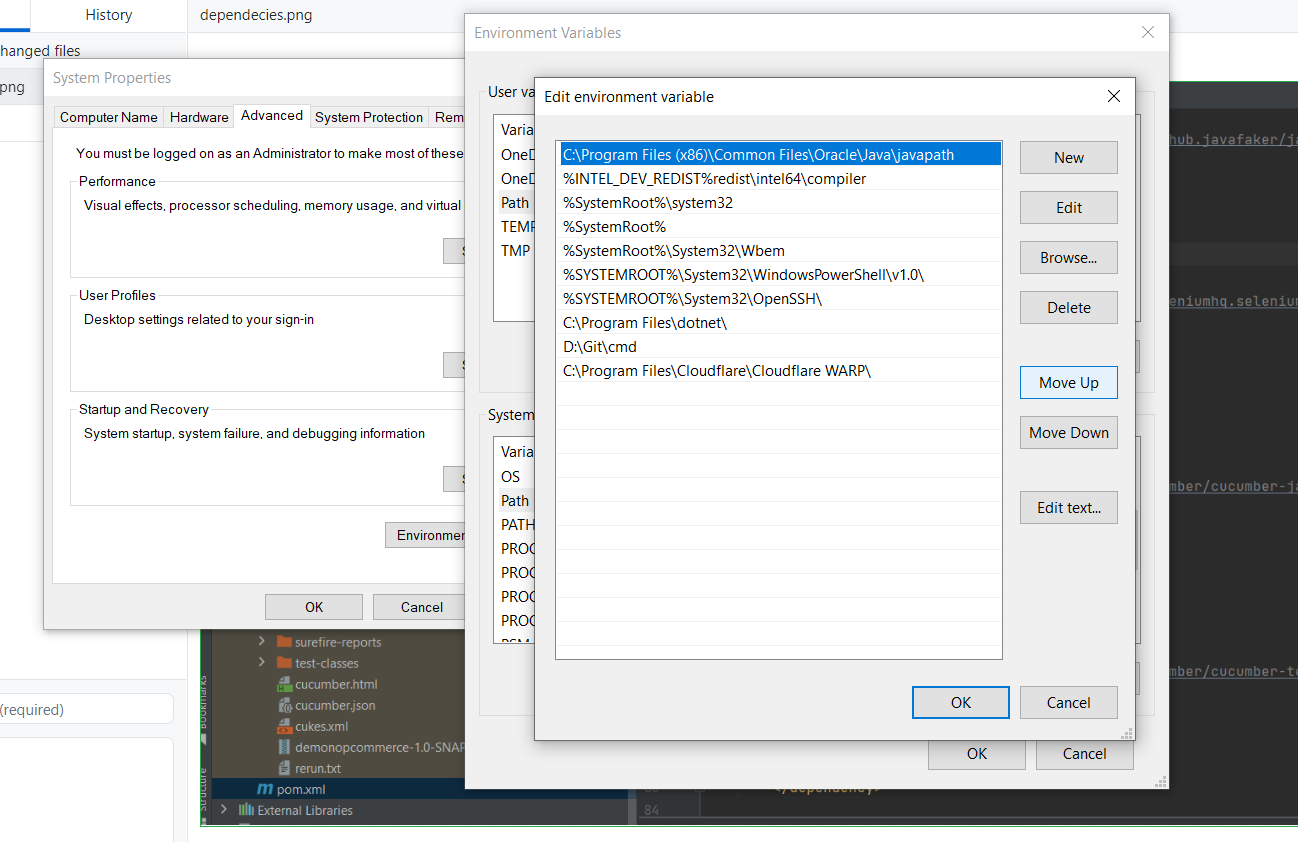 History
dependecies.png
hanged files
png
System Properties
Computer Name
Hardware
Advanced
System Protection
Rem
You must be logged on as an Administrator to make most of these
Performance
Visual effects, processor scheduling, memory usage, and virtual
User Profiles
Desktop settings related to your sign-in
Startup and Recovery
System startup, system failure, and debugging information
Environmer
OK
Cancel
Environment Variables
User va
Varia
OneD
OneD
Path
TEMP
TMP
System
Varia
OS
Path
PATH
PROC
PROC
PROC
PROC
OK
Cancel
Edit environment variable
C:\Program Files (x86)\Common Files\Oracle\Java\javapath
%INTEL_DEV_REDIST%redist\intel64\compiler
%SystemRoot%\system32
%SystemRoot%
%SystemRoot%\System32\Wbem
%SYSTEMROOT%\System32\WindowsPowerShell\v1.0\
%SYSTEMROOT%\System32\OpenSSH\
C:\Program Files\dotnet\
D:\Git\cmd
C:\Program Files\Cloudflare\Cloudflare WARP\
New
Edit
Browse...
Delete
Move Up
Move Down
Edit text...
OK
Cancel
hub.javafaker/ja
eniumhq.seleniun
mber/cucumber-ja
mber/cucumber-te
(required)
surefire-reports
test-classes
cucumber.html
cucumber.json
cukes.xml
demonopcommerce-1.0-SNAP
rerun.txt
pom.xml
External Libraries
Structure
84